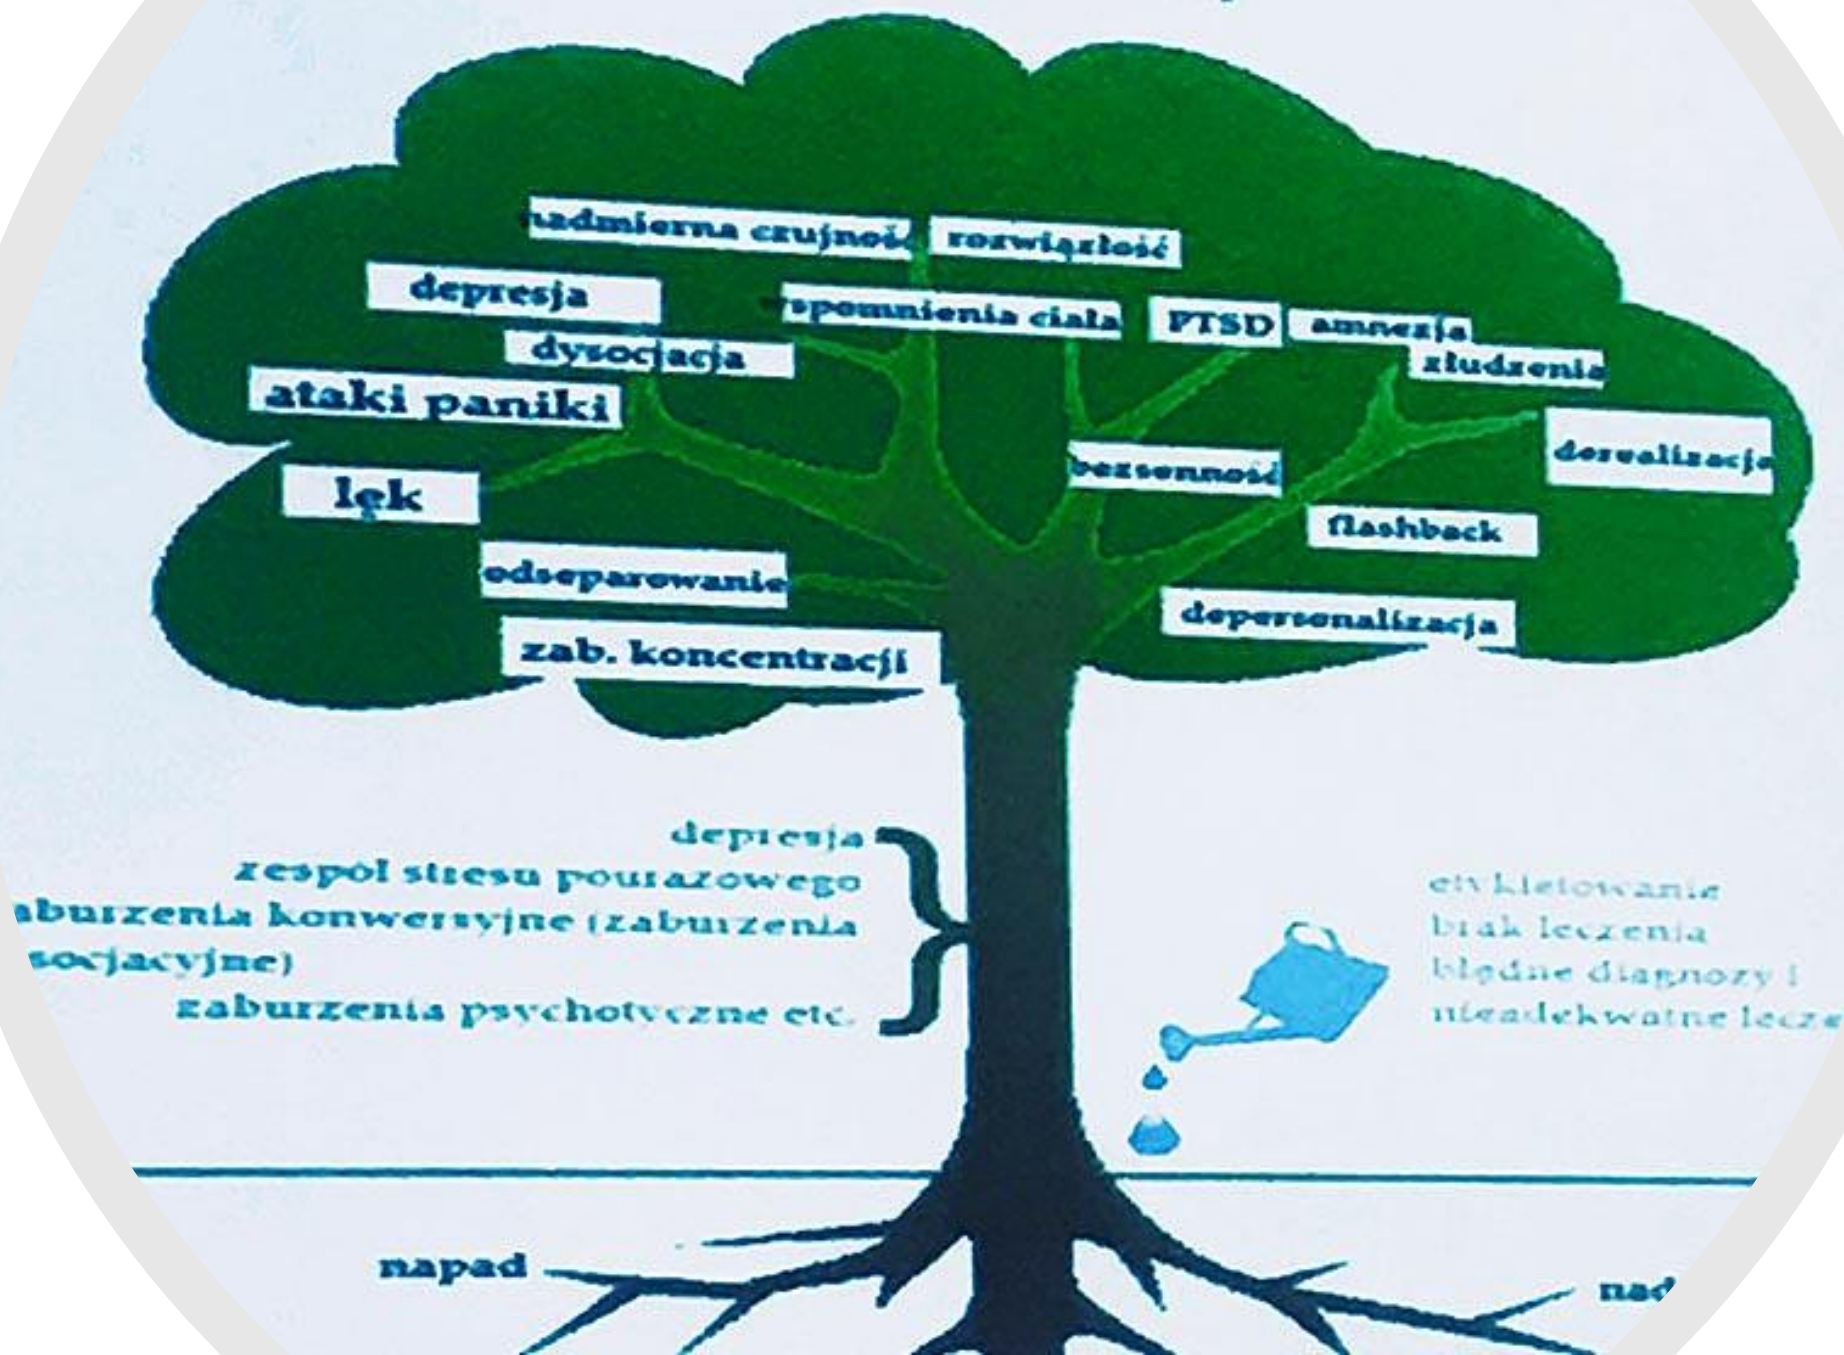 nadmierna czujność
rozwiązłość
depresja
wspomnienia ciała
PTSD
amnezja
dysocjacja
złudzenia
ataki paniki
derealizacja
bezsenność
lęk
flashback
odseparowanie
depersonalizacja
zab. koncentracji
depresja
zespół stresu pourazowego
aburzenia konwersyjne (zaburzenia
socjacyjne)
zaburzenia psychotyczne etc.
etykietowanie
brak leczenia
błędne diagnozy i
nieadekwatne lecze
napad
nad